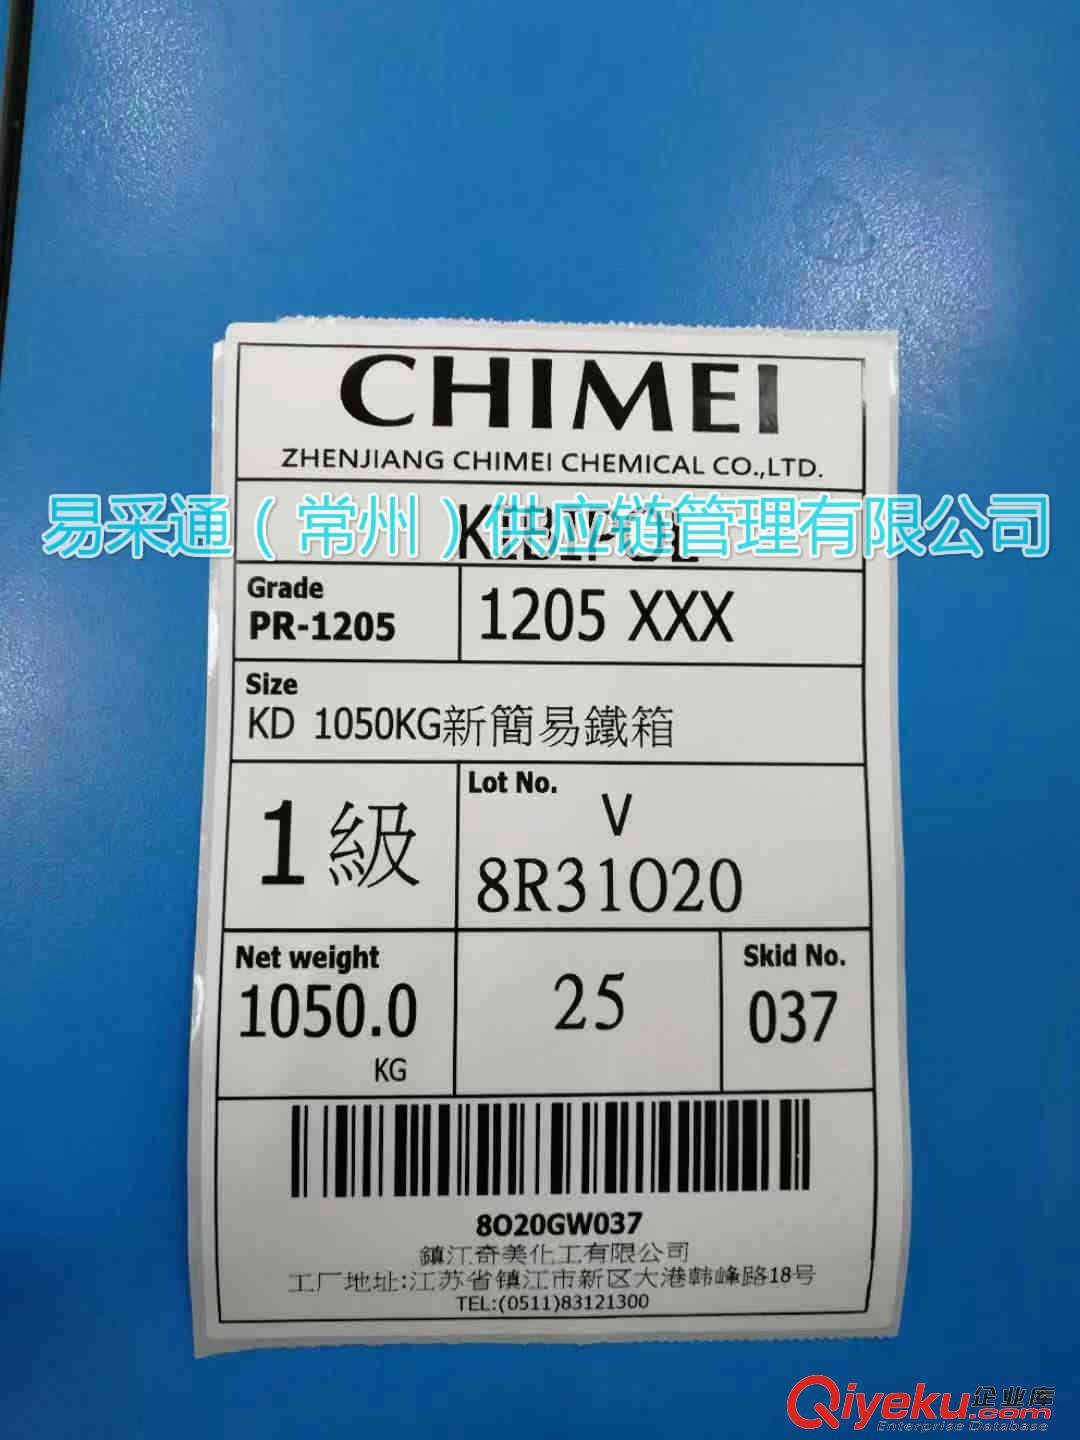 CHIMEI
ZHENJIANG CHIMEI CHEMICAL CO.,LTD.
易采通（常州）供应链管理有限公司
KIBIPOL
Grade
PR-1205
1205 XXX
Size
KD 1050KG新簡易鐵箱
1級
Lot No.
V
8R31O20
Net weight
1050.0
KG
25
Skid No.
037
8O20GW037
鎮江奇美化工有限公司
工厂地址:江苏省镇江市新区大港韩峰路18号
TEL:(0511)83121300
Qiyeku.com 企业库
Enterprise Database